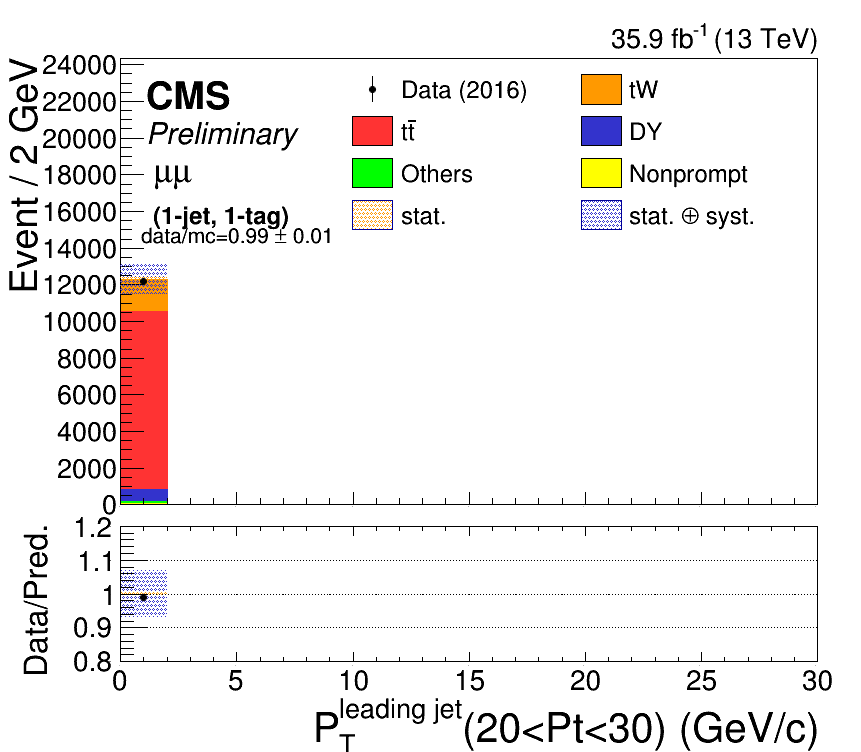 35.9 fb⁻¹ (13 TeV)
CMS
Preliminary
μμ
(1-jet, 1-tag)
data/mc=0.99 ± 0.01
Data (2016)
tt̄
Others
stat.
tW
DY
Nonprompt
stat. ⊕ syst.
Event / 2 GeV
24000
22000
20000
18000
16000
14000
12000
10000
8000
6000
4000
2000
0
Data/Pred.
1.2
1.1
1
0.9
0.8
0 5 10 15 20 25 30
P_T^leading jet (20<Pt<30) (GeV/c)